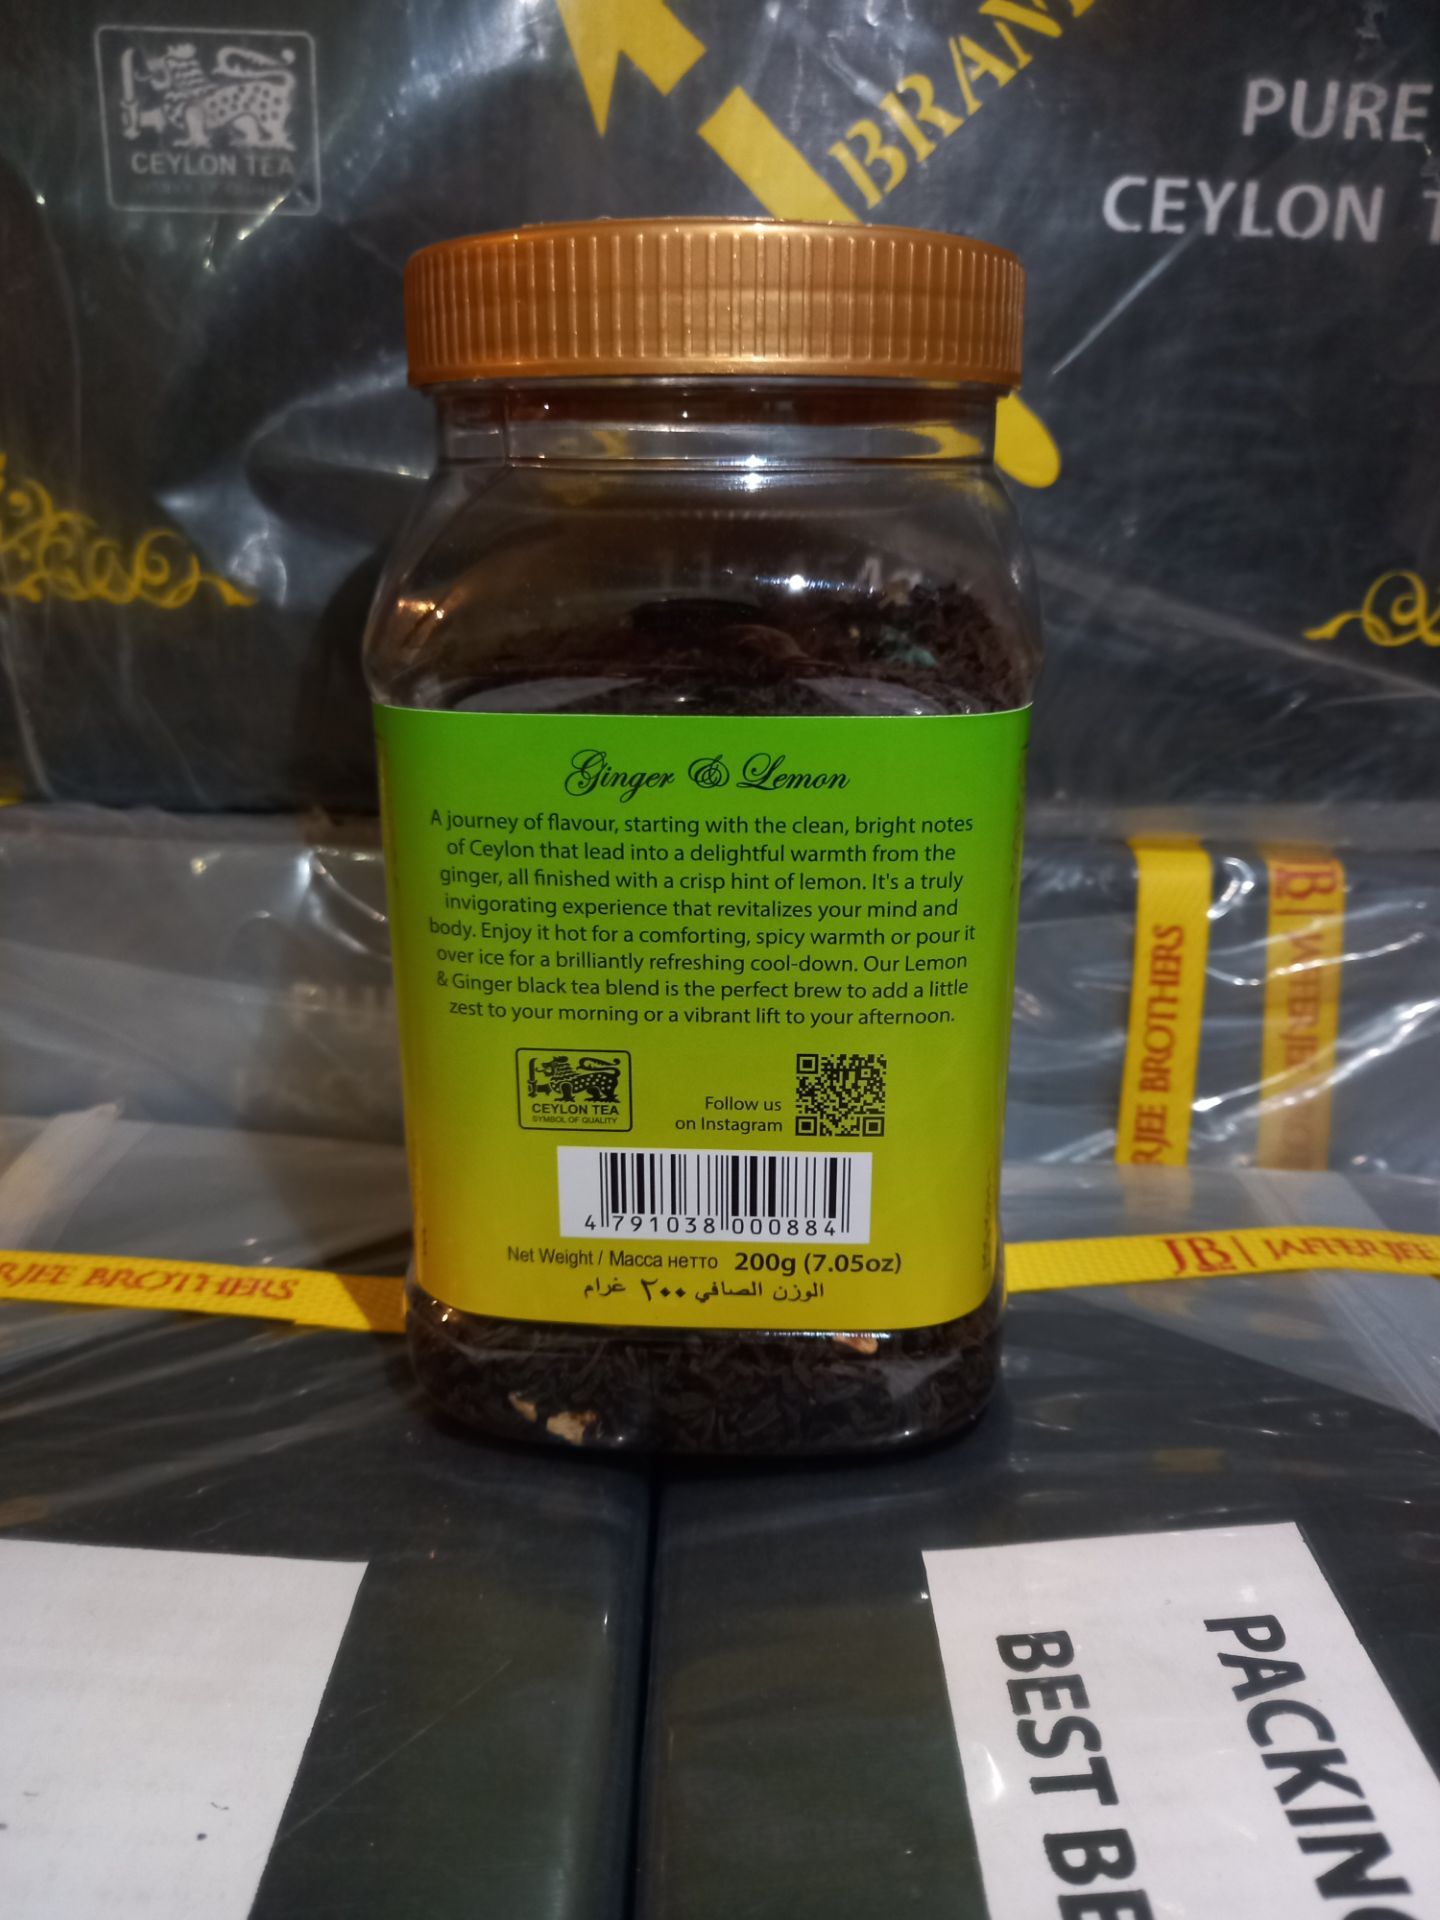 CEYLON TEA
BRAND
PURE
CEYLON
Ginger & Lemon
A journey of flavour, starting with the clean, bright notes
of Ceylon that lead into a delightful warmth from the
ginger, all finished with a crisp hint of lemon. It's a truly
invigorating experience that revitalizes your mind and
body. Enjoy it hot for a comforting, spicy warmth or pour it
over ice for a brilliantly refreshing cool-down. Our Lemon
& Ginger black tea blend is the perfect brew to add a little
zest to your morning or a vibrant lift to your afternoon.
CEYLON TEA
SYMBOL OF QUALITY
Follow us
on Instagram
4 791038 000884
Net Weight / Масса нетто 200g (7.05oz)
الوزن الصافي ٢٠٠ غرام
RJEE BROTHERS
JB | JAFFERJEE
RJEE BROTHERS
PACKING
BEST BE